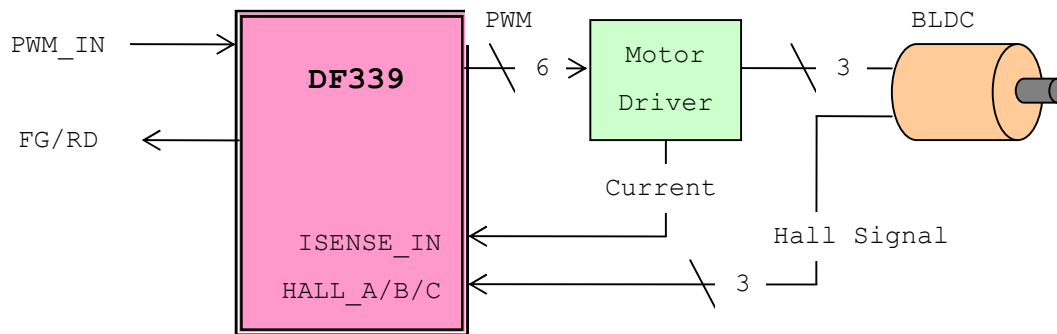 PWM
BLDC
PWM_IN
DF339
6
Motor
Driver
3
FG/RD
Current
ISENSE_IN
Hall Signal
HALL_A/B/C
3